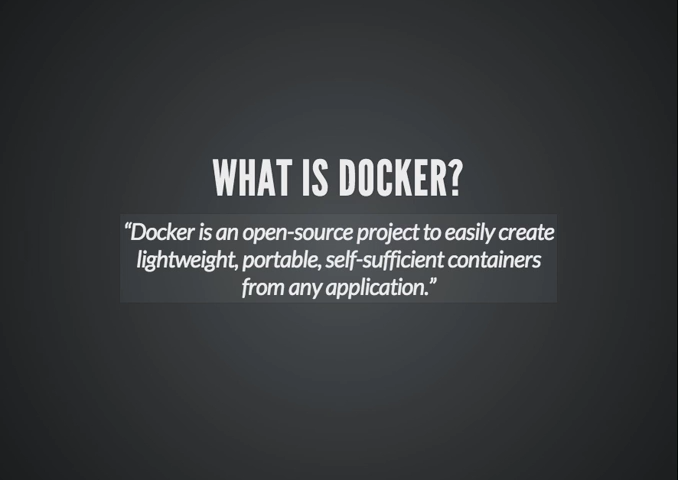 WHAT IS DOCKER?
“Docker is an open-source project to easily create
lightweight, portable, self-sufficient containers
from any application.”